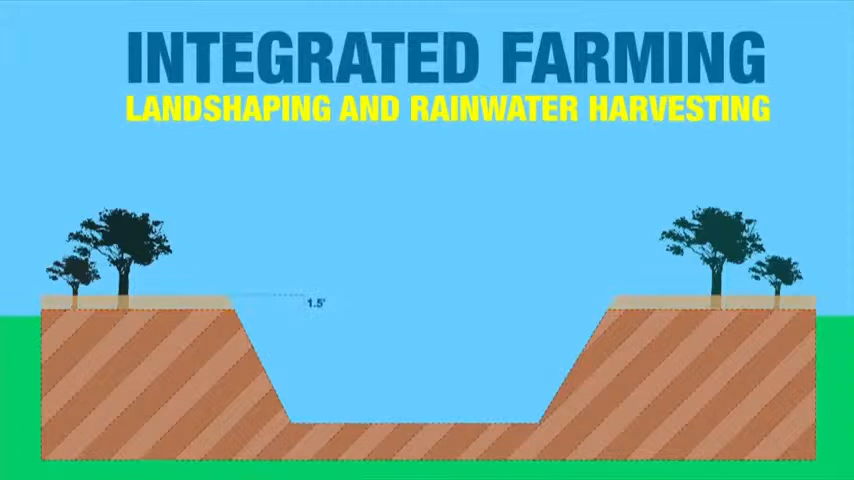 INTEGRATED FARMING
LANDSHAPING AND RAINWATER HARVESTING
1.5'